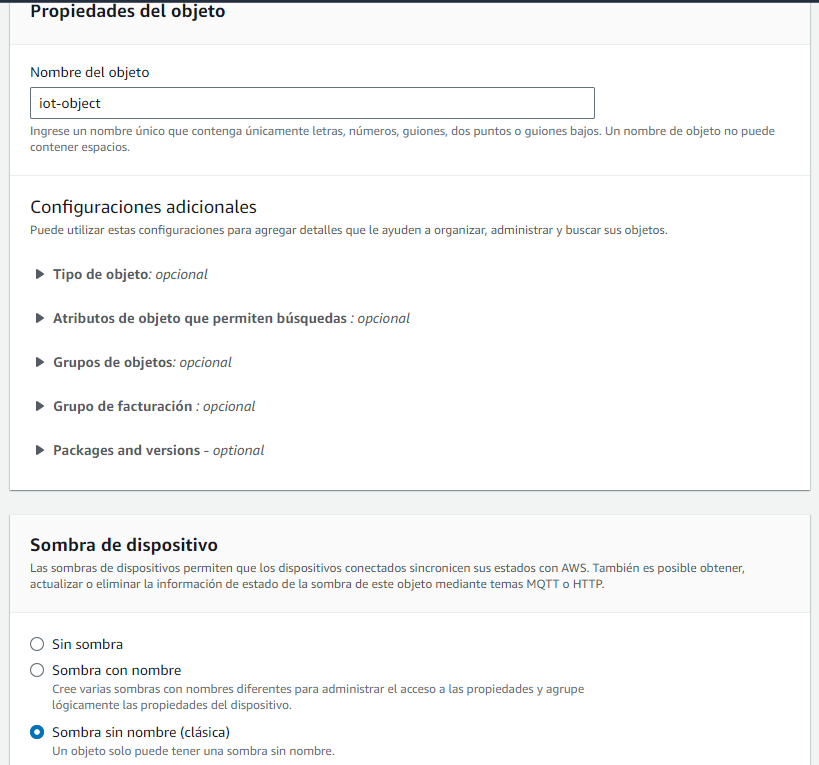 Propiedades del objeto
Nombre del objeto
iot-object
Ingrese un nombre único que contenga únicamente letras, números, guiones, dos puntos o guiones bajos. Un nombre de objeto no puede
contener espacios.
Configuraciones adicionales
Puede utilizar estas configuraciones para agregar detalles que le ayuden a organizar, administrar y buscar sus objetos.
Tipo de objeto: opcional
Atributos de objeto que permiten búsquedas : opcional
Grupos de objetos: opcional
Grupo de facturación : opcional
Packages and versions - optional
Sombra de dispositivo
Las sombras de dispositivos permiten que los dispositivos conectados sincronicen sus estados con AWS. También es posible obtener,
actualizar o eliminar la información de estado de la sombra de este objeto mediante temas MQTT o HTTP.
Sin sombra
Sombra con nombre
Cree varias sombras con nombres diferentes para administrar el acceso a las propiedades y agrupe
lógicamente las propiedades del dispositivo.
Sombra sin nombre (clásica)
Un objeto solo puede tener una sombra sin nombre.